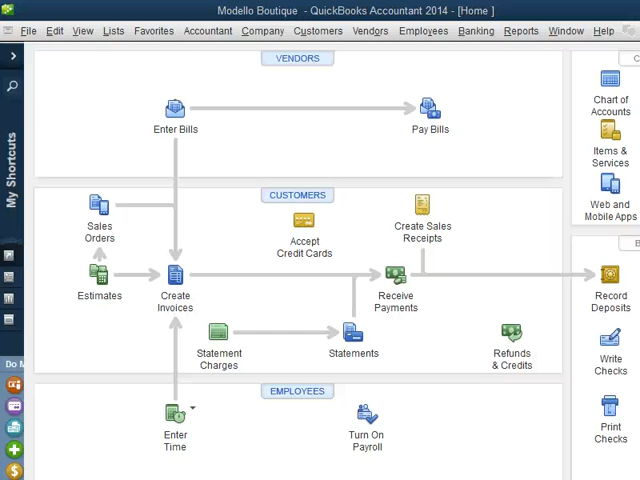 Modello Boutique - QuickBooks Accountant 2014 - [Home ]
File Edit View Lists Favorites Accountant Company Customers Vendors Employees Banking Reports Window Help
My Shortcuts
Do
VENDORS
Enter Bills
Pay Bills
CUSTOMERS
Sales
Orders
Accept
Credit Cards
Create Sales
Receipts
Estimates
Create
Invoices
Receive
Payments
Statement
Charges
Statements
Refunds
& Credits
EMPLOYEES
Enter
Time
Turn On
Payroll
Chart of
Accounts
Items &
Services
Web and
Mobile Apps
Record
Deposits
Write
Checks
Print
Checks